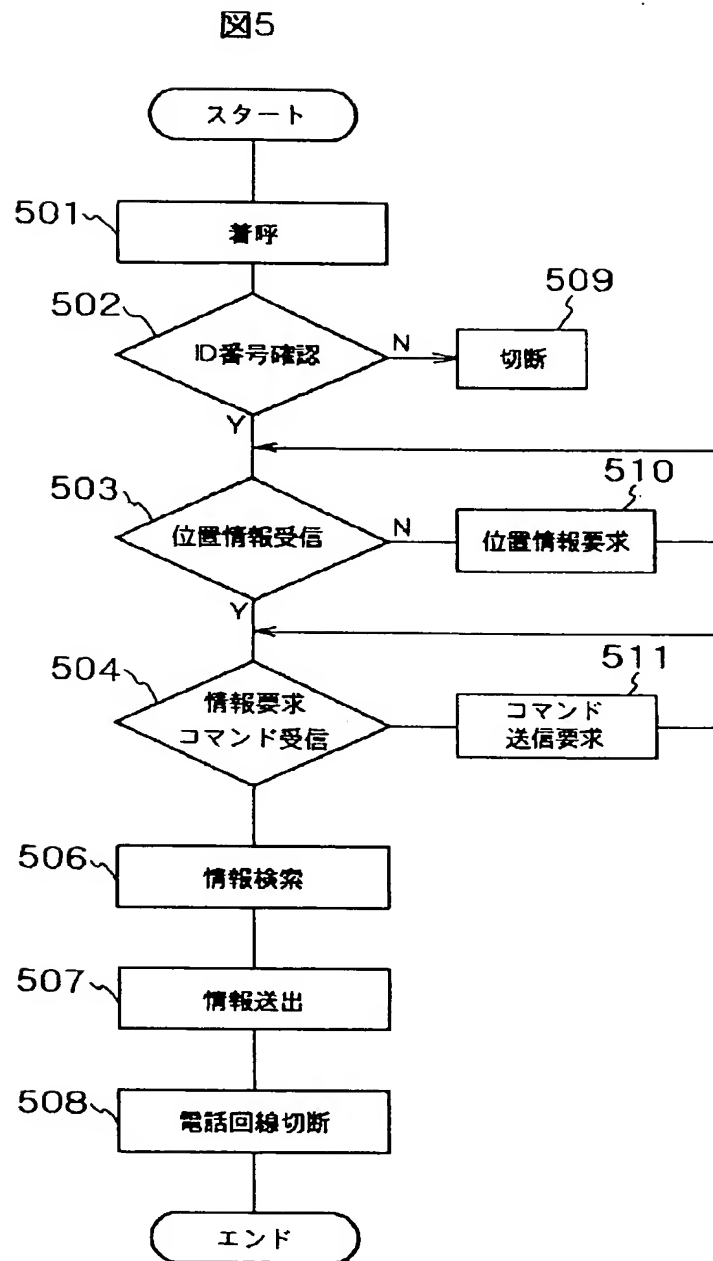 図5
スタート
501
着呼
502
ID番号確認
N
509
切断
Y
503
位置情報受信
N
510
位置情報要求
Y
504
情報要求
コマンド受信
511
コマンド
送信要求
506
情報検索
507
情報送出
508
電話回線切断
エンド